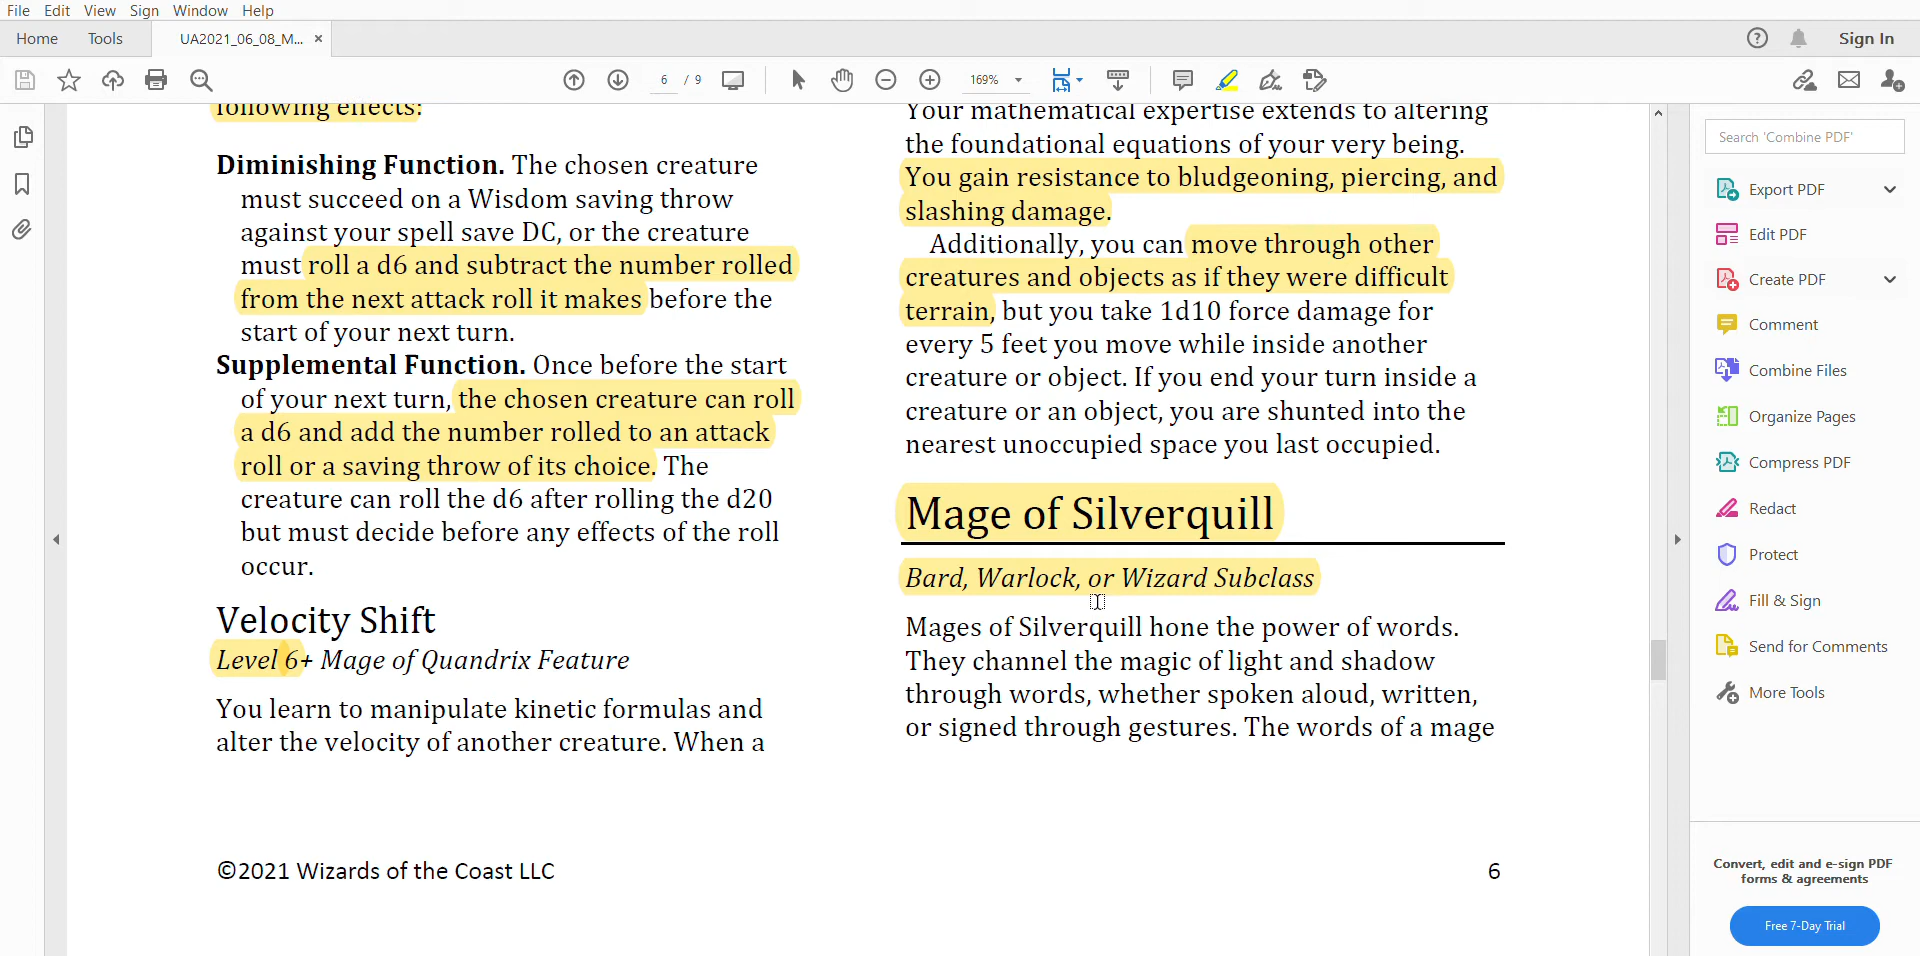 File Edit View Sign Window Help
Home Tools UA2021_06_08_M... × Sign In
6 / 9 169%
following effects:
Diminishing Function. The chosen creature
must succeed on a Wisdom saving throw
against your spell save DC, or the creature
must roll a d6 and subtract the number rolled
from the next attack roll it makes before the
start of your next turn.
Supplemental Function. Once before the start
of your next turn, the chosen creature can roll
a d6 and add the number rolled to an attack
roll or a saving throw of its choice. The
creature can roll the d6 after rolling the d20
but must decide before any effects of the roll
occur.
Velocity Shift
Level 6+ Mage of Quandrix Feature
You learn to manipulate kinetic formulas and
alter the velocity of another creature. When a
Your mathematical expertise extends to altering
the foundational equations of your very being.
You gain resistance to bludgeoning, piercing, and
slashing damage.
Additionally, you can move through other
creatures and objects as if they were difficult
terrain, but you take 1d10 force damage for
every 5 feet you move while inside another
creature or object. If you end your turn inside a
creature or an object, you are shunted into the
nearest unoccupied space you last occupied.
Mage of Silverquill
Bard, Warlock, or Wizard Subclass
Mages of Silverquill hone the power of words.
They channel the magic of light and shadow
through words, whether spoken aloud, written,
or signed through gestures. The words of a mage
©2021 Wizards of the Coast LLC 6
Search 'Combine PDF'
Export PDF
Edit PDF
Create PDF
Comment
Combine Files
Organize Pages
Compress PDF
Redact
Protect
Fill & Sign
Send for Comments
More Tools
Convert, edit and e-sign PDF
forms & agreements
Free 7-Day Trial